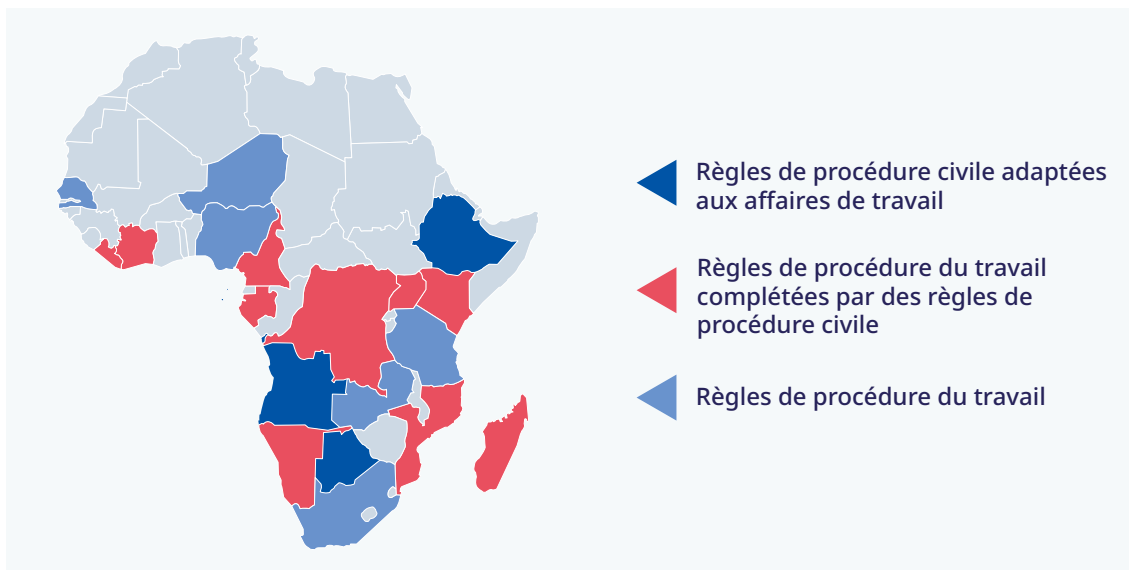 Règles de procédure civile adaptées
aux affaires de travail
Règles de procédure du travail
complétées par des règles de
procédure civile
Règles de procédure du travail